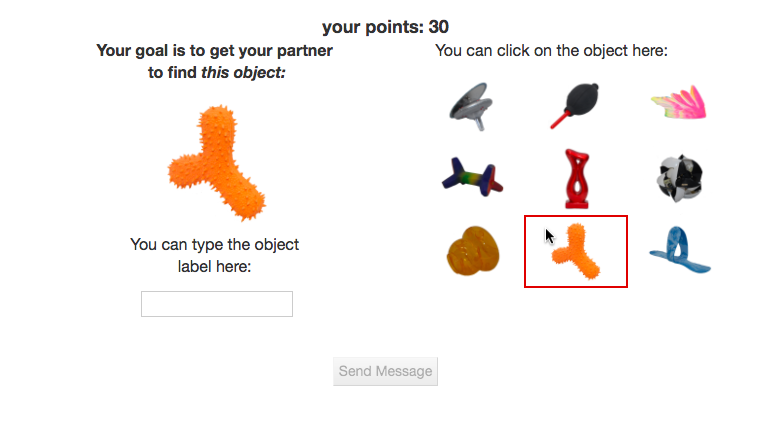 your points: 30
Your goal is to get your partner
to find this object:
You can click on the object here:
You can type the object
label here:
Send Message